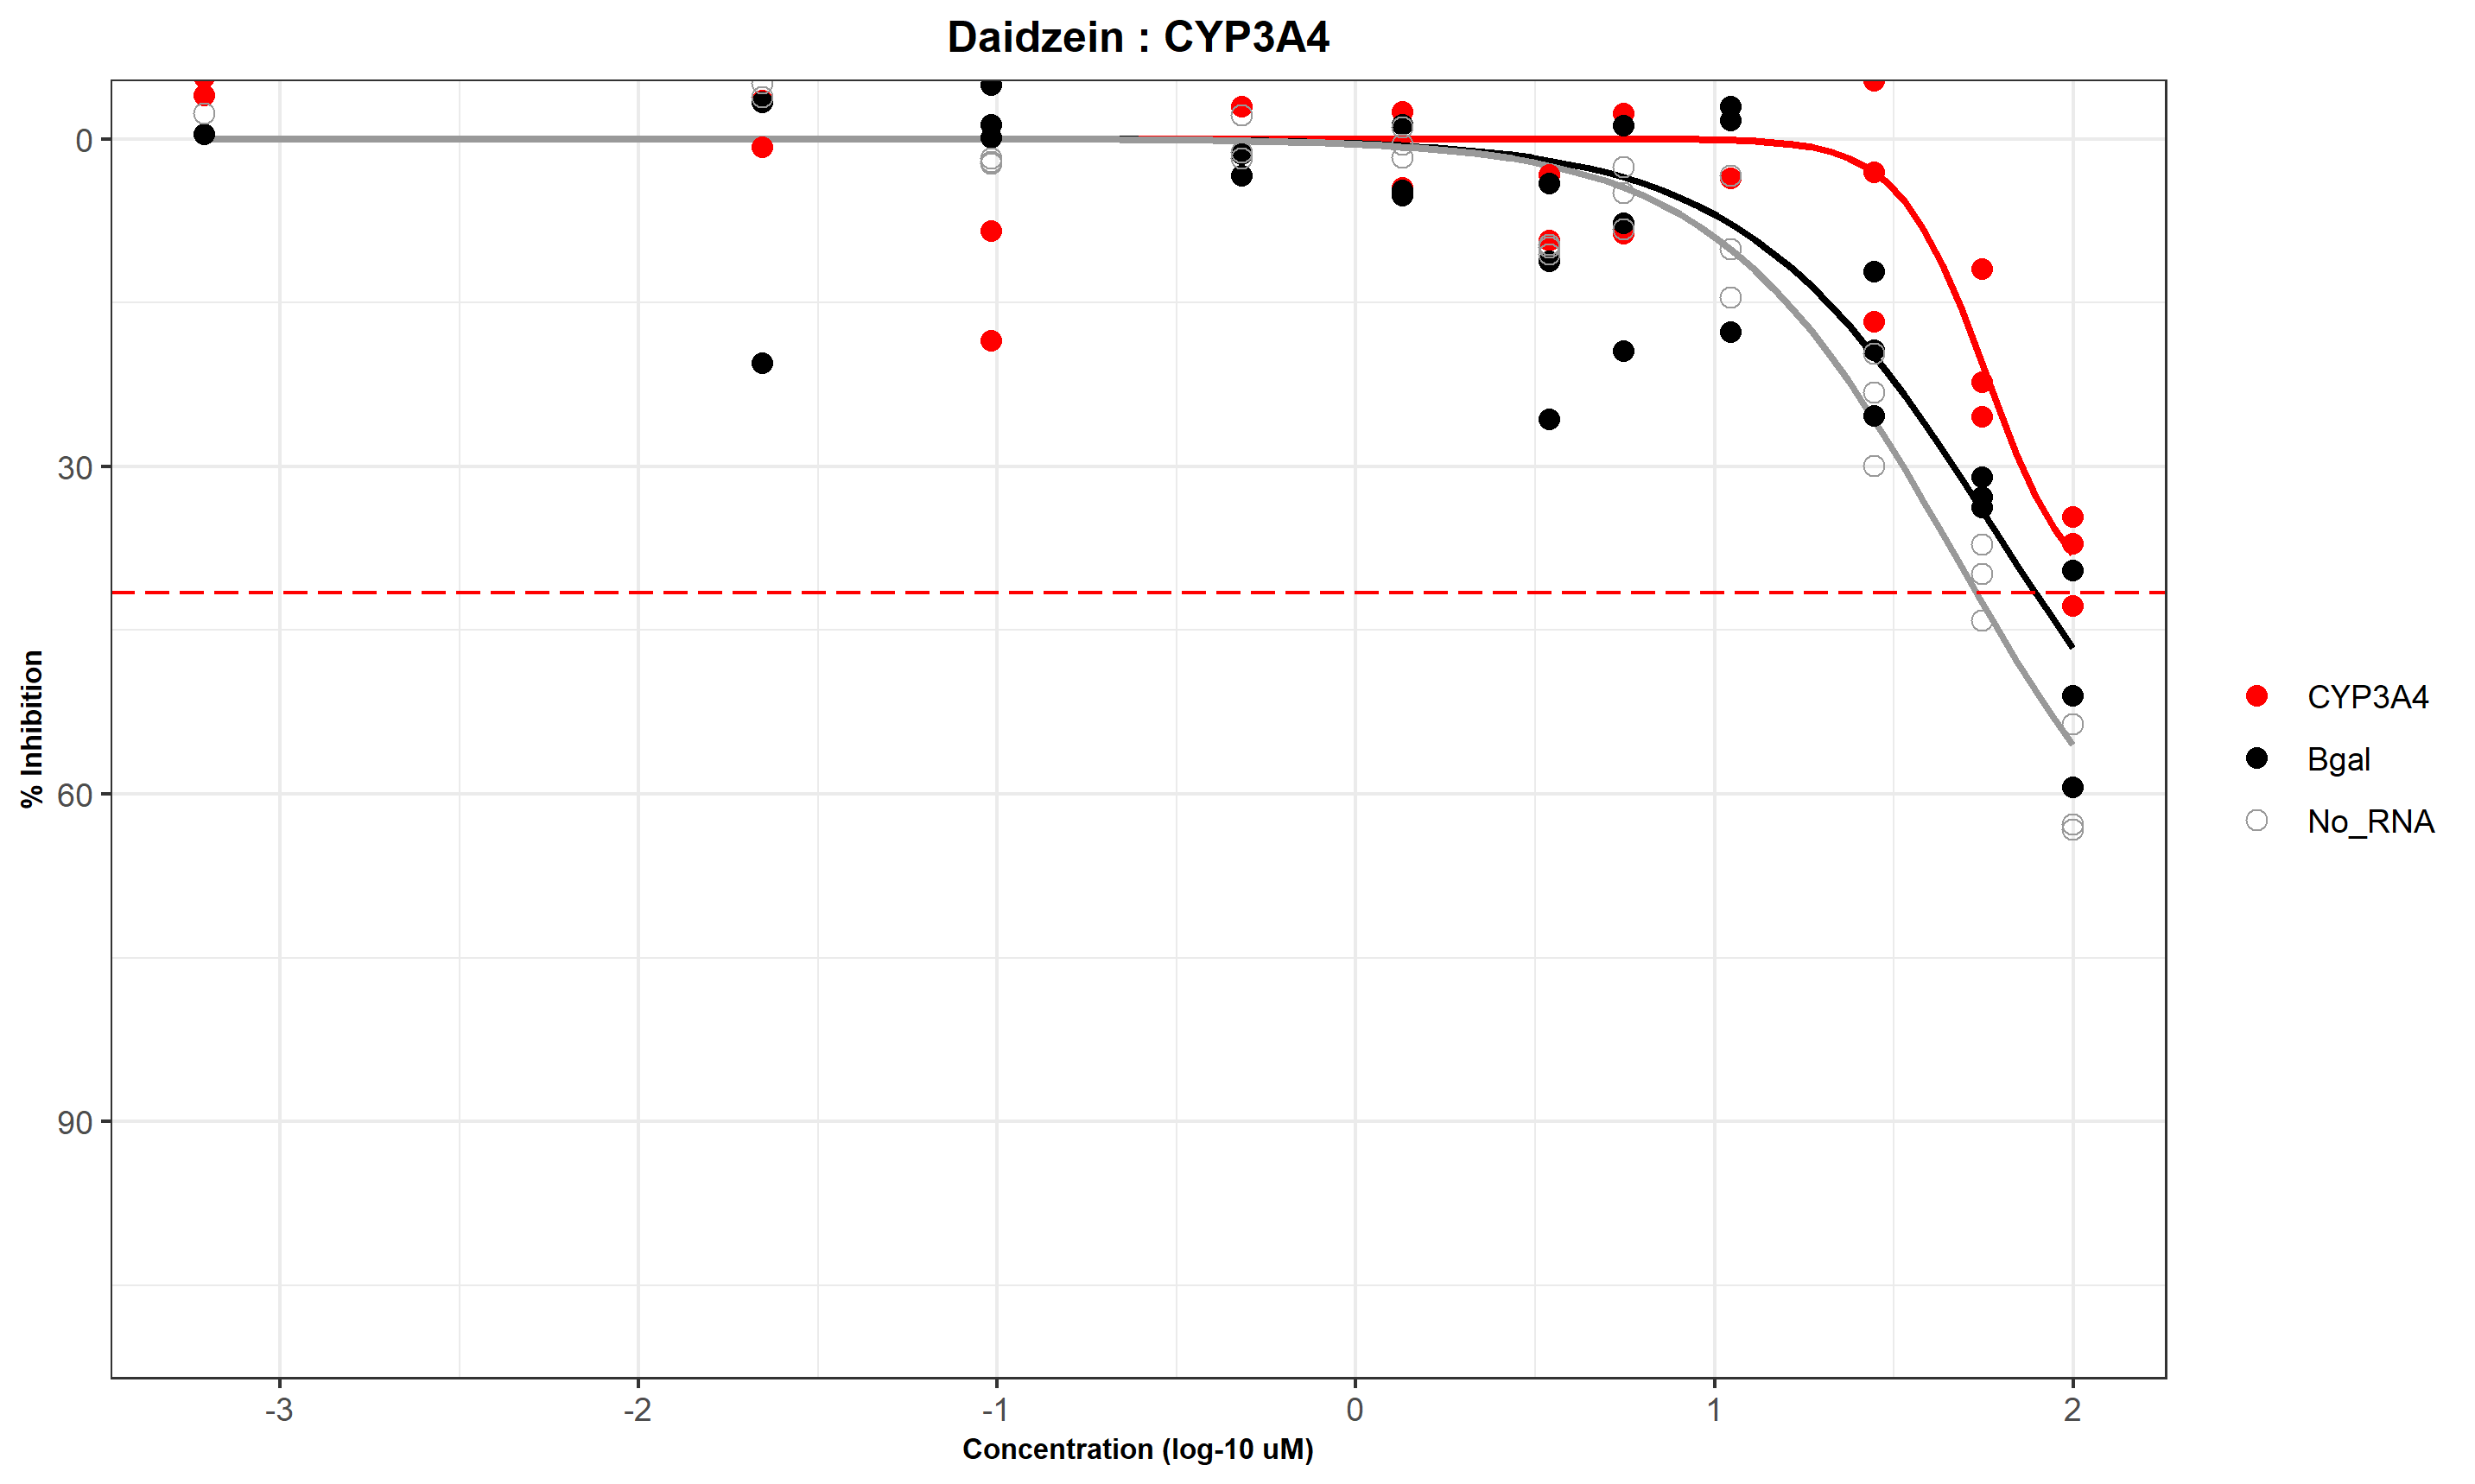 Daidzein : CYP3A4
% Inhibition
0
30
60
90
-3
-2
-1
0
1
2
Concentration (log-10 uM)
CYP3A4
Bgal
No_RNA